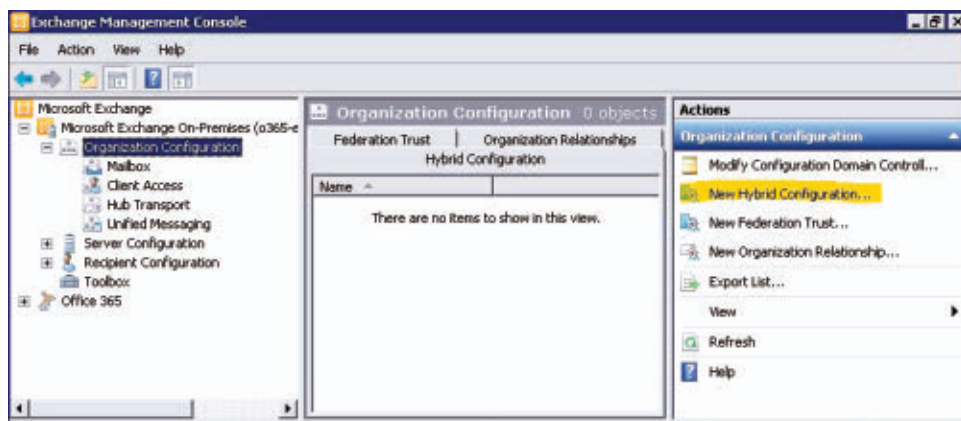 Exchange Management Console
File Action View Help
Microsoft Exchange
Microsoft Exchange On-Premises (o365-e
Organization Configuration
Mailbox
Client Access
Hub Transport
Unified Messaging
Server Configuration
Recipient Configuration
Toolbox
Office 365
Organization Configuration 0 objects
Federation Trust Organization Relationships
Hybrid Configuration
Name
There are no items to show in this view.
Actions
Organization Configuration
Modify Configuration Domain Controll...
New Hybrid Configuration...
New Federation Trust...
New Organization Relationship...
Export List...
View
Refresh
Help